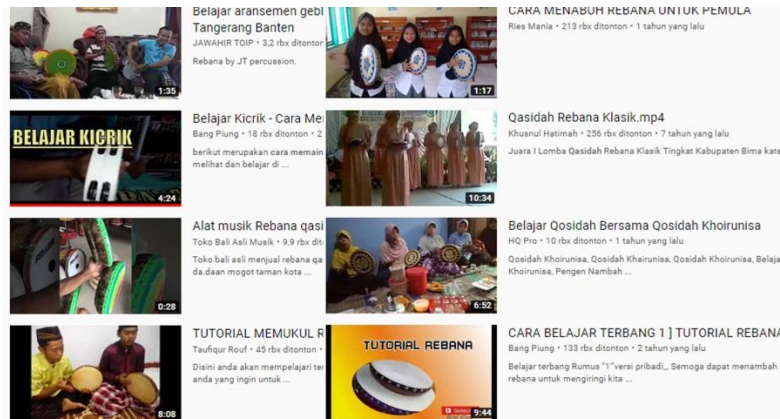 Belajar aransemen gebl
Tangerang Banten
JAWAHIR TOIP • 3,2 rbx ditonton
Rebana by JT percussion.
1:35
CARA MENABUH REBANA UNTUK PEMULA
Ries Mania • 213 rbx ditonton • 1 tahun yang lalu
1:17
BELAJAR KICRIK
4:24
Belajar Kicrik - Cara Me
Bang Piung • 18 rbx ditonton • 2
berikut merupakan cara memain
melihat dan belajar di ...
10:34
Qasidah Rebana Klasik.mp4
Khusnul Hatimah • 256 rbx ditonton • 7 tahun yang lalu
Juara I Lomba Qasidah Rebana Klasik Tingkat Kabupaten Bima kate
0:28
Alat musik Rebana qasi
Toko Bali Asli Musik • 9,9 rbx dit
Toko bali asli menjual rebana qa
da.daan mogot taman kota ...
6:52
Belajar Qosidah Bersama Qosidah Khoirunisa
HQ Pro • 10 rbx ditonton • 1 tahun yang lalu
Qosidah Khoirunisa, Qosidah Khairunisa, Qosidah Khoirunisa, Belaja
Khoirunisa, Pengen Nambah ...
8:08
TUTORIAL MEMUKUL R
Taufiqur Rouf • 45 rbx ditonton •
Disini anda akan mempelajari te
anda yang ingin untuk ...
TUTORIAL REBANA
9:44
CARA BELAJAR TERBANG 1 ] TUTORIAL REBANA
Bang Piung • 133 rbx ditonton • 2 tahun yang lalu
Belajar terbang Rumus "1"versi pribadi,, Semoga dapat menambah
rebana untuk mengiringi kita ...